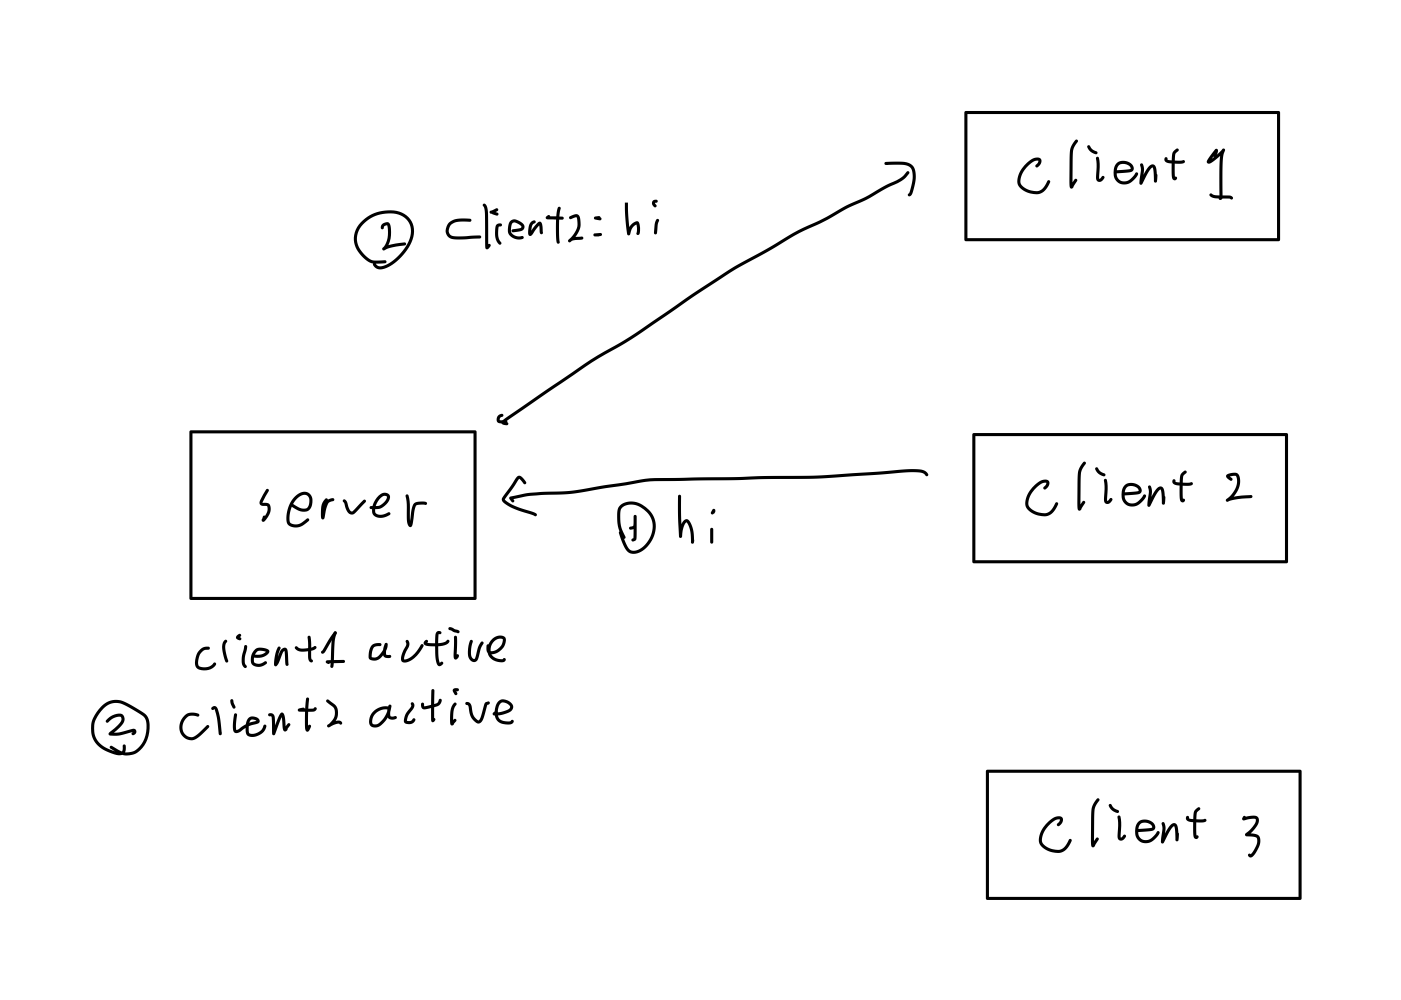 client 1
② client2: hi
client 2
server
① hi
client1 active
② client2 active
client 3